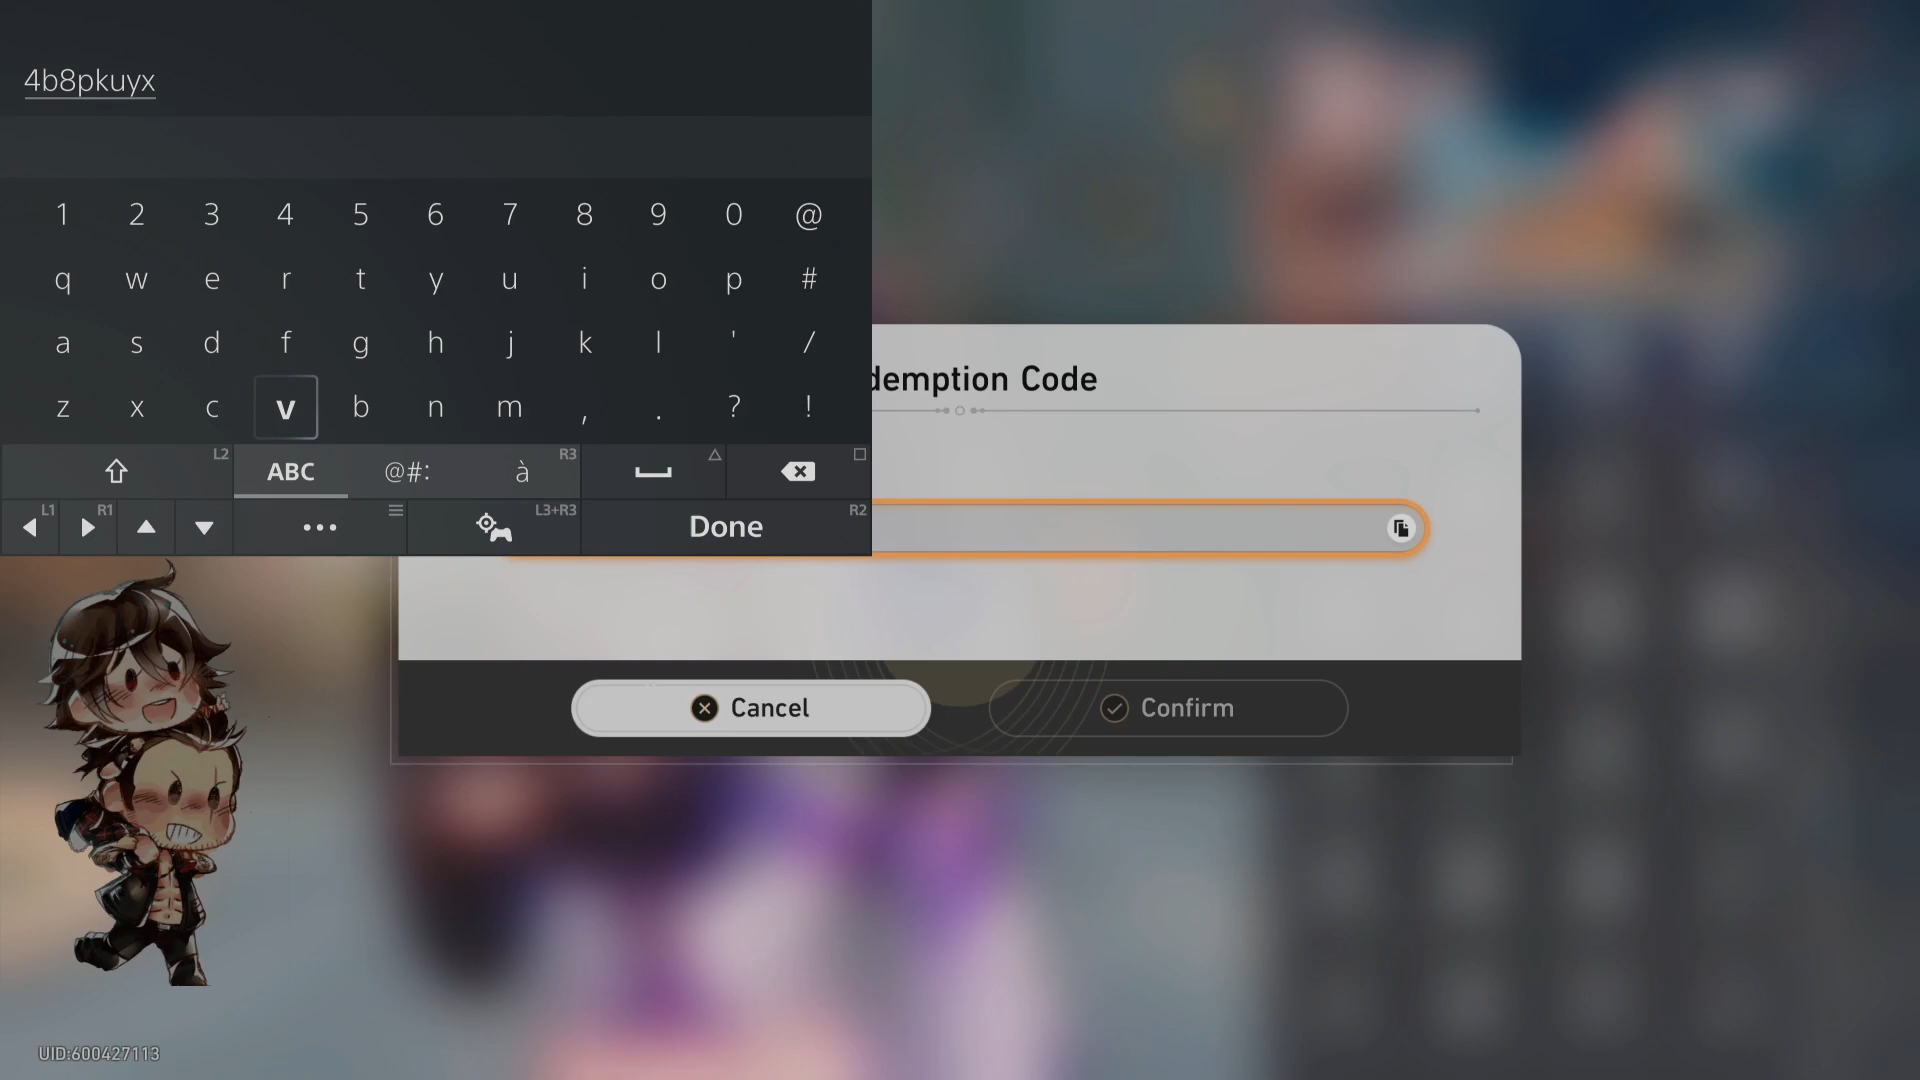 4b8pkuyx
1 2 3 4 5 6 7 8 9 0 @
q w e r t y u i o p #
a s d f g h j k l ' /
z x c v b n m , . ? !
L2 ABC @#: à R3
L1 R1 ... L3+R3 Done R2
demption Code
Cancel Confirm
UID:600427113